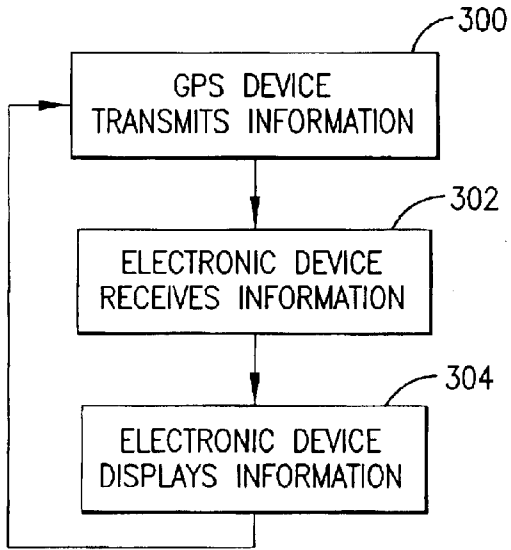 300
GPS DEVICE
TRANSMITS INFORMATION
302
ELECTRONIC DEVICE
RECEIVES INFORMATION
304
ELECTRONIC DEVICE
DISPLAYS INFORMATION